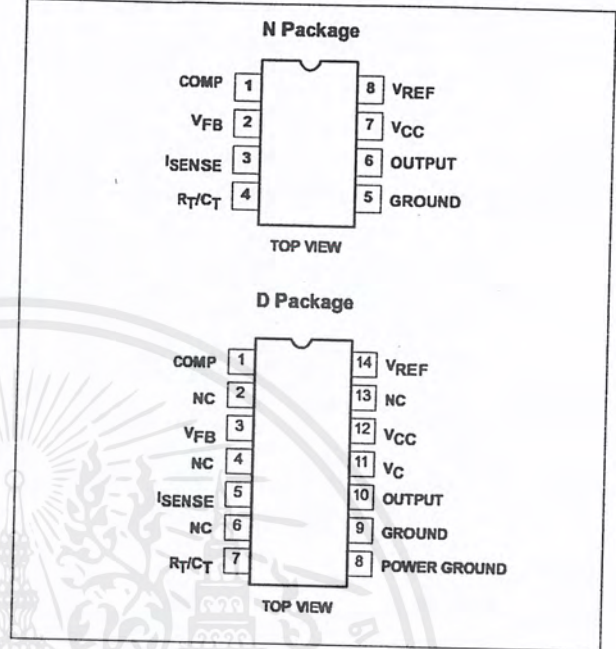 N Package
COMP 1 8 VREF
VFB 2 7 VCC
ISENSE 3 6 OUTPUT
RT/CT 4 5 GROUND
TOP VIEW
D Package
COMP 1 14 VREF
NC 2 13 NC
VFB 3 12 VCC
NC 4 11 VC
ISENSE 5 10 OUTPUT
NC 6 9 GROUND
RT/CT 7 8 POWER GROUND
TOP VIEW